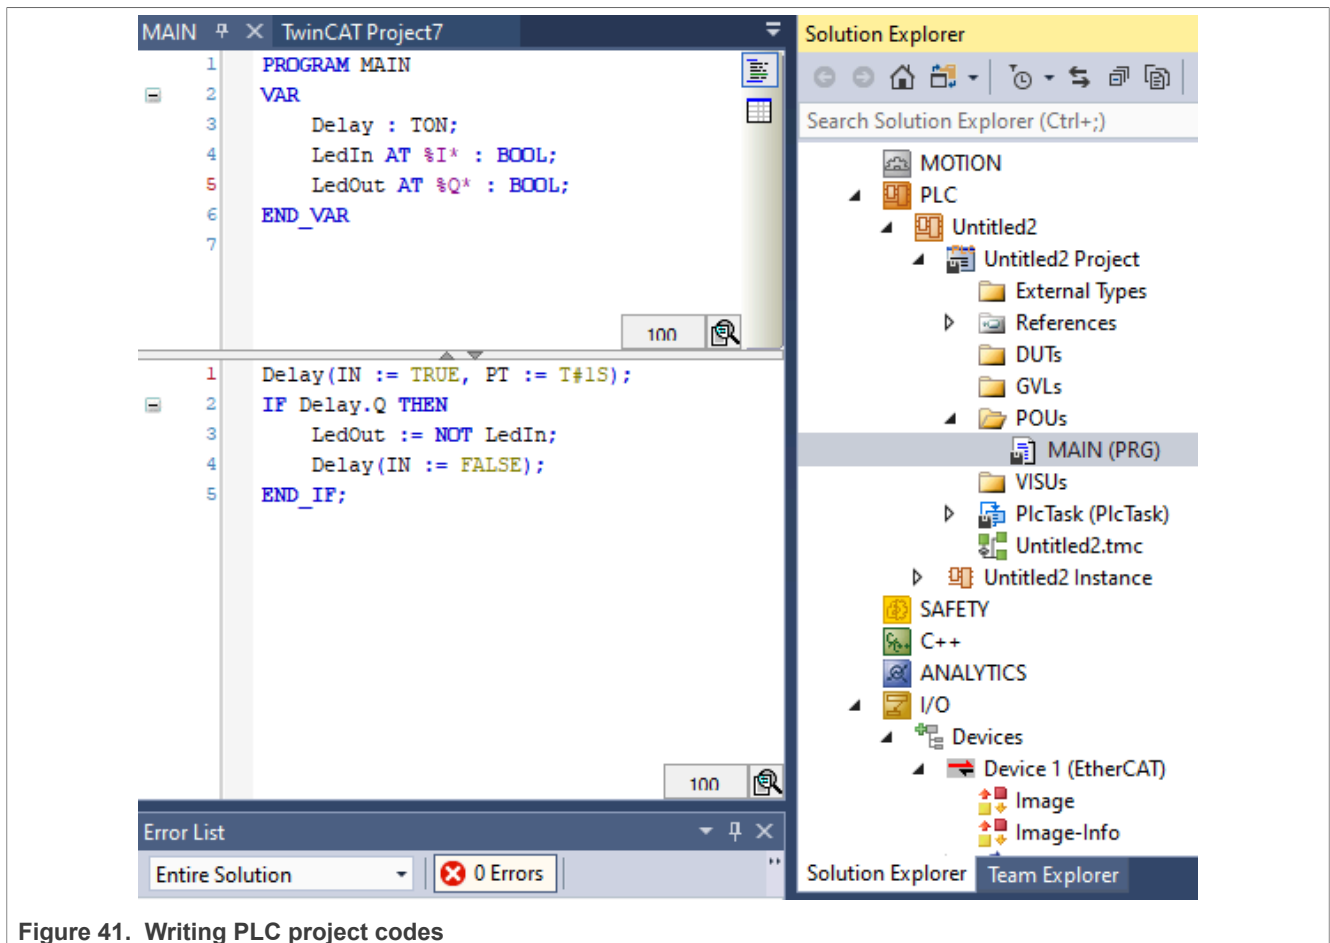 MAIN
TwinCAT Project7
1 PROGRAM MAIN
2 VAR
3 Delay : TON;
4 LedIn AT %I* : BOOL;
5 LedOut AT %Q* : BOOL;
6 END_VAR
7
100
1 Delay(IN := TRUE, PT := T#1S);
2 IF Delay.Q THEN
3 LedOut := NOT LedIn;
4 Delay(IN := FALSE);
5 END_IF;
100
Error List
Entire Solution
0 Errors
Solution Explorer
Search Solution Explorer (Ctrl+;)
MOTION
PLC
Untitled2
Untitled2 Project
External Types
References
DUTs
GVLs
POUs
MAIN (PRG)
VISUs
PlcTask (PlcTask)
Untitled2.tmc
Untitled2 Instance
SAFETY
C++
ANALYTICS
I/O
Devices
Device 1 (EtherCAT)
Image
Image-Info
Solution Explorer
Team Explorer
Figure 41. Writing PLC project codes